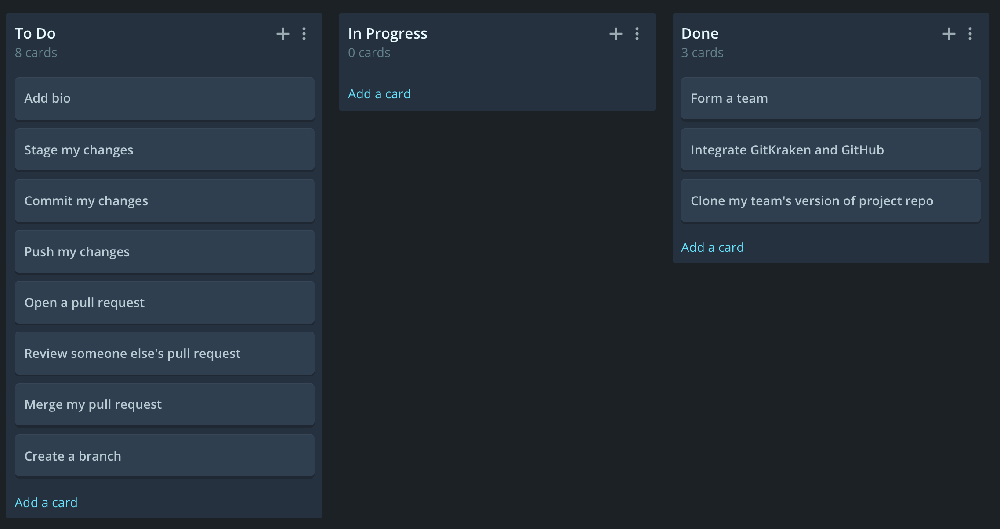 To Do
8 cards
Add bio
Stage my changes
Commit my changes
Push my changes
Open a pull request
Review someone else's pull request
Merge my pull request
Create a branch
Add a card
In Progress
0 cards
Add a card
Done
3 cards
Form a team
Integrate GitKraken and GitHub
Clone my team's version of project repo
Add a card